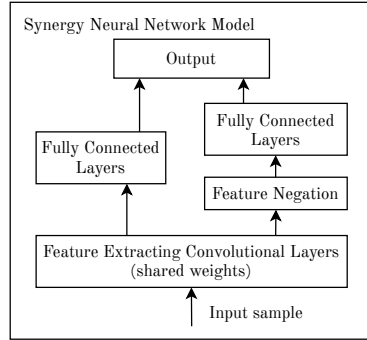 Synergy Neural Network Model
Output
Fully Connected
Layers
Fully Connected
Layers
Feature Negation
Feature Extracting Convolutional Layers
(shared weights)
Input sample